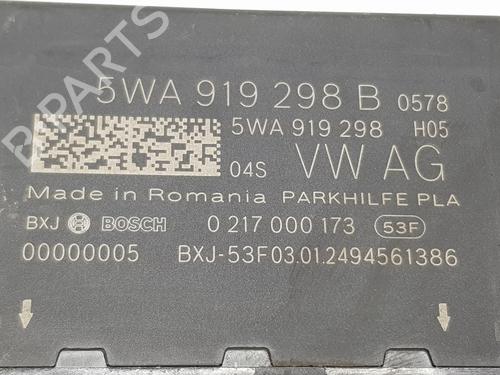 5WA 919 298 B 0578
5WA 919 298 H05
04S VW AG
Made in Romania PARKHILFE PLA
BXJ BOSCH 0 217 000 173 53F
00000005 BXJ-53F03.01.2494561386
B-PARTS